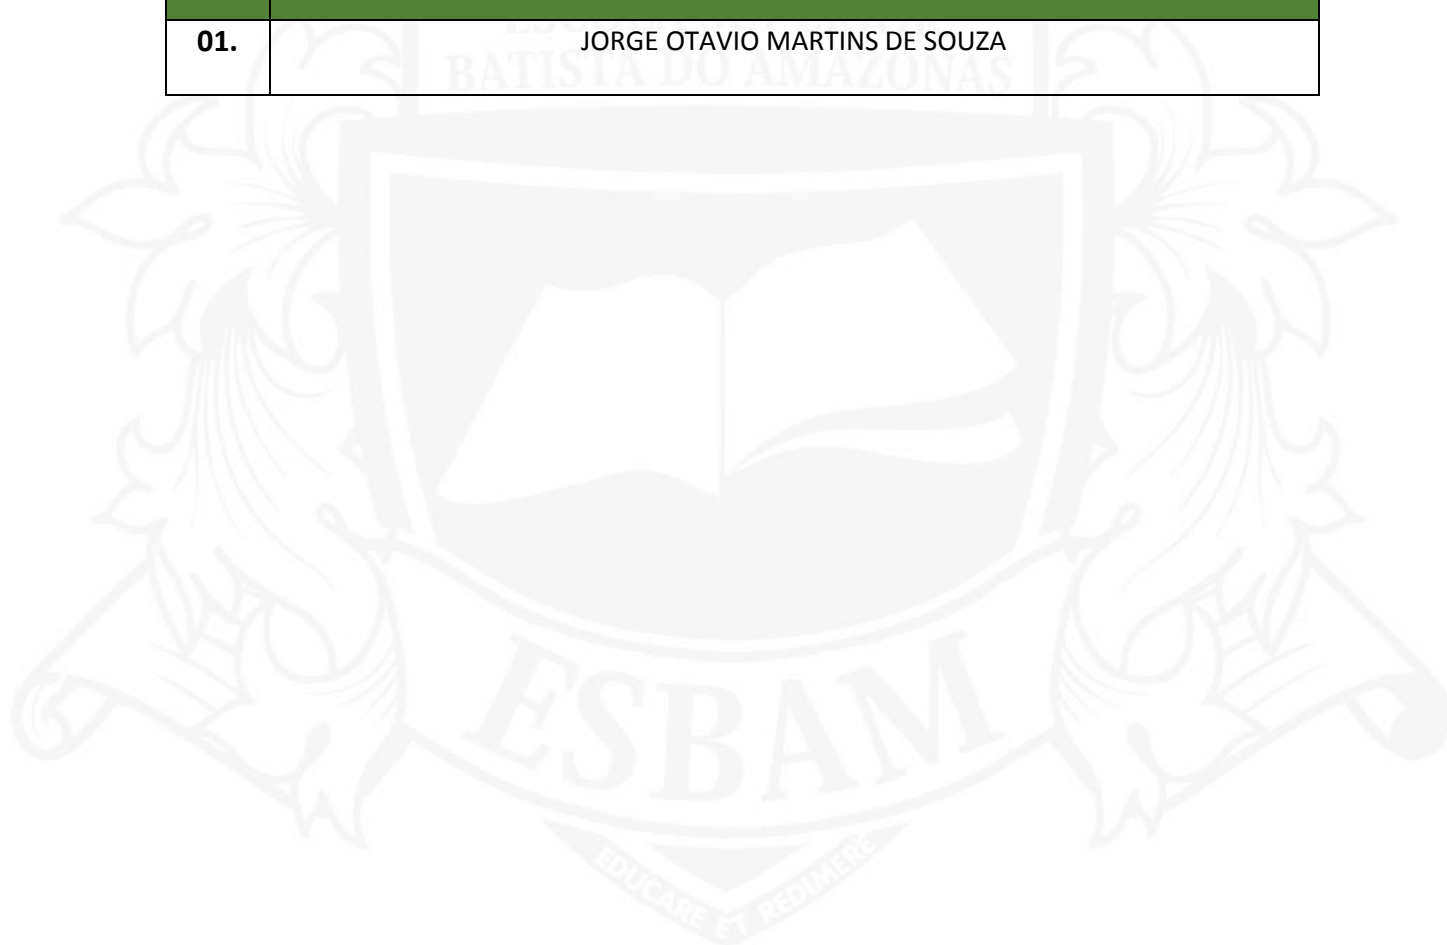 01. JORGE OTAVIO MARTINS DE SOUZA
BATISTA DO AMAZONAS
ESBAM
EDUCARE ET REDIMERE